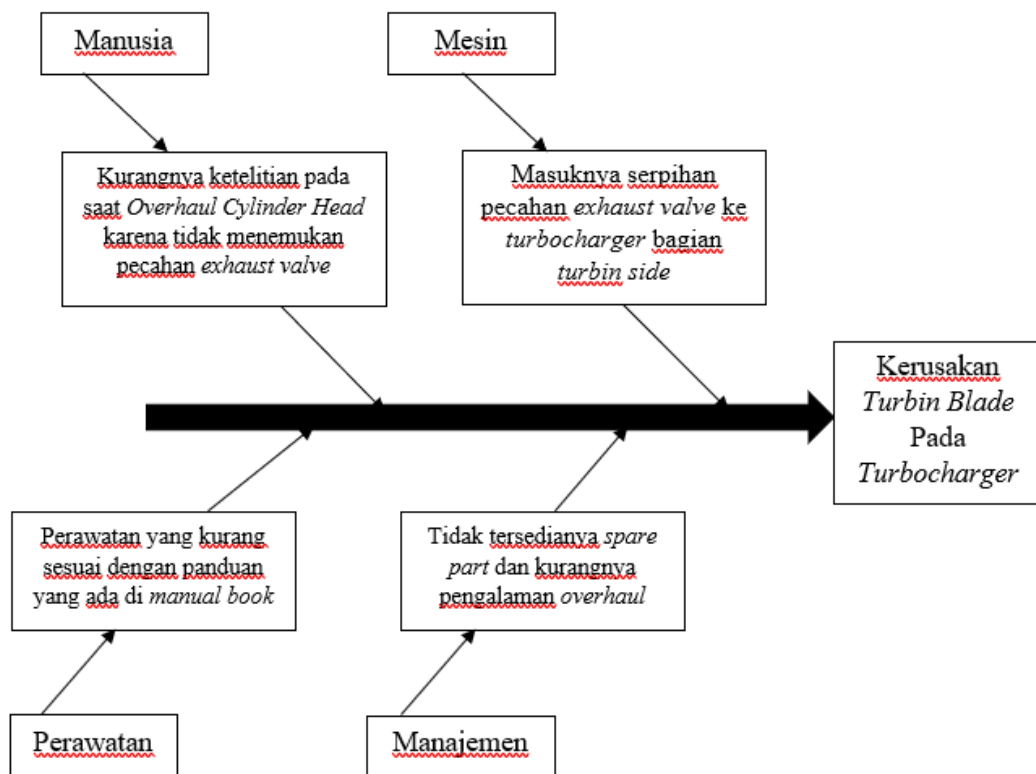 Manusia
Mesin
Kurangnya ketelitian pada
saat Overhaul Cylinder Head
karena tidak menemukan
pecahan exhaust valve
Masuknya serpihan
pecahan exhaust valve ke
turbocharger bagian
turbin side
Kerusakan
Turbin Blade
Pada
Turbocharger
Perawatan yang kurang
sesuai dengan panduan
yang ada di manual book
Tidak tersedianya spare
part dan kurangnya
pengalaman overhaul
Perawatan
Manajemen